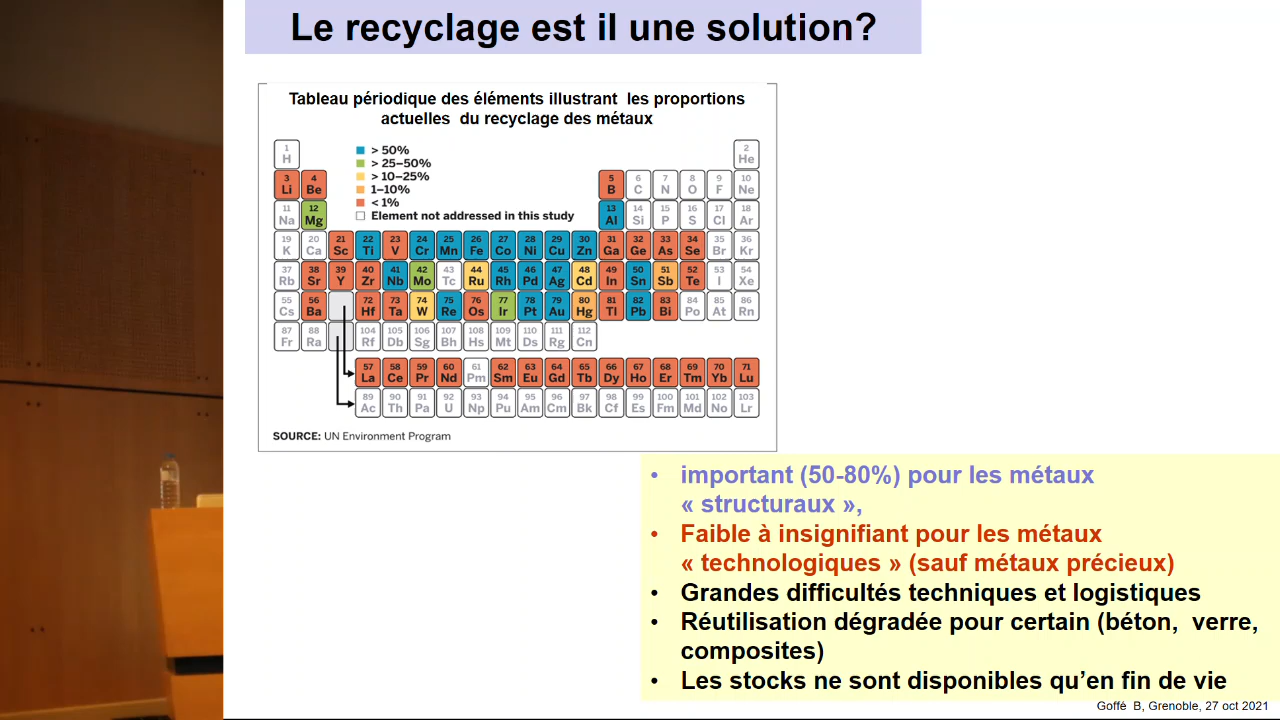 Le recyclage est il une solution?
Tableau périodique des éléments illustrant les proportions
actuelles du recyclage des métaux
> 50%
> 25–50%
> 10–25%
1–10%
< 1%
Element not addressed in this study
1 H 2 He
3 Li 4 Be 5 B 6 C 7 N 8 O 9 F 10 Ne
11 Na 12 Mg 13 Al 14 Si 15 P 16 S 17 Cl 18 Ar
19 K 20 Ca 21 Sc 22 Ti 23 V 24 Cr 25 Mn 26 Fe 27 Co 28 Ni 29 Cu 30 Zn 31 Ga 32 Ge 33 As 34 Se 35 Br 36 Kr
37 Rb 38 Sr 39 Y 40 Zr 41 Nb 42 Mo 43 Tc 44 Ru 45 Rh 46 Pd 47 Ag 48 Cd 49 In 50 Sn 51 Sb 52 Te 53 I 54 Xe
55 Cs 56 Ba 72 Hf 73 Ta 74 W 75 Re 76 Os 77 Ir 78 Pt 79 Au 80 Hg 81 Tl 82 Pb 83 Bi 84 Po 85 At 86 Rn
87 Fr 88 Ra 104 Rf 105 Db 106 Sg 107 Bh 108 Hs 109 Mt 110 Ds 111 Rg 112 Cn
57 La 58 Ce 59 Pr 60 Nd 61 Pm 62 Sm 63 Eu 64 Gd 65 Tb 66 Dy 67 Ho 68 Er 69 Tm 70 Yb 71 Lu
89 Ac 90 Th 91 Pa 92 U 93 Np 94 Pu 95 Am 96 Cm 97 Bk 98 Cf 99 Es 100 Fm 101 Md 102 No 103 Lr
SOURCE: UN Environment Program
• important (50-80%) pour les métaux
« structuraux »,
• Faible à insignifiant pour les métaux
« technologiques » (sauf métaux précieux)
• Grandes difficultés techniques et logistiques
• Réutilisation dégradée pour certain (béton, verre,
composites)
• Les stocks ne sont disponibles qu’en fin de vie
Goffé B, Grenoble, 27 oct 2021